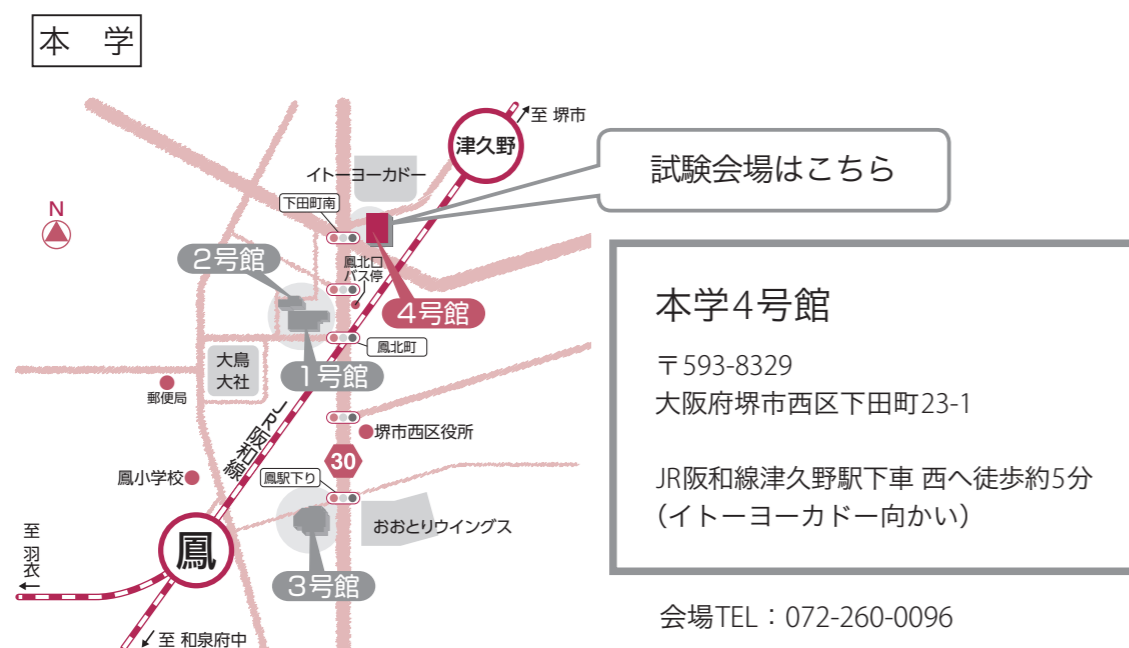 本 学
至 堺市
津久野
試験会場はこちら
イトーヨーカドー
下田町南
N
2号館
鳳北口
バス停
4号館
鳳北町
大鳥
大社
1号館
郵便局
JR阪和線
堺市西区役所
30
鳳小学校
鳳駅下り
おおとりウイングス
至 羽衣
鳳
3号館
至 和泉府中
本学4号館
〒593-8329
大阪府堺市西区下田町23-1
JR阪和線津久野駅下車 西へ徒歩約5分
(イトーヨーカドー向かい)
会場TEL:072-260-0096